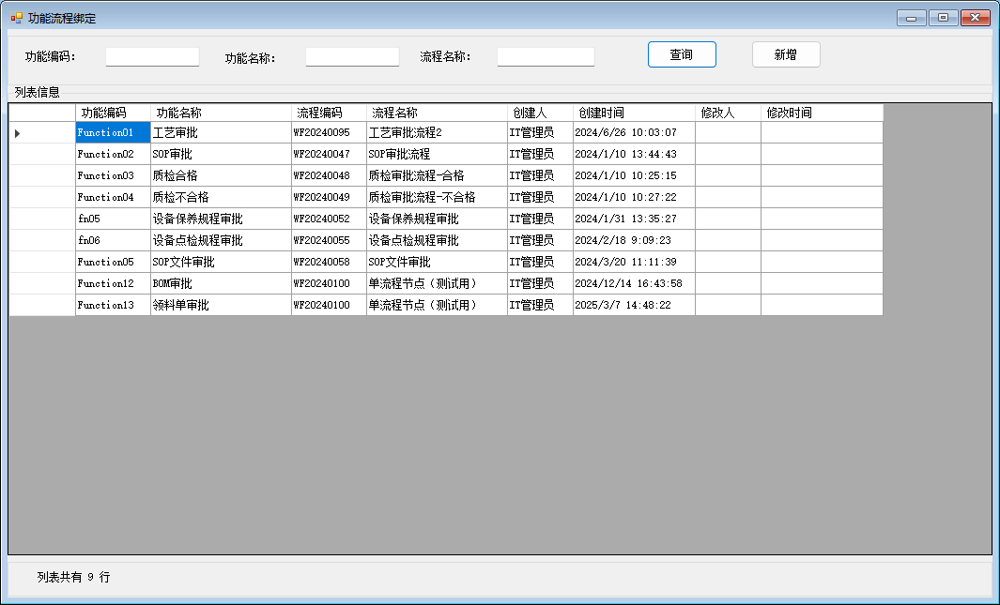 功能流程绑定
功能编码： 功能名称： 流程名称： 查询 新增
列表信息
功能编码 功能名称 流程编码 流程名称 创建人 创建时间 修改人 修改时间
Function01 工艺审批 WF20240095 工艺审批流程2 IT管理员 2024/6/26 10:03:07
Function02 SOP审批 WF20240047 SOP审批流程 IT管理员 2024/1/10 13:44:43
Function03 质检合格 WF20240048 质检审批流程-合格 IT管理员 2024/1/10 10:25:15
Function04 质检不合格 WF20240049 质检审批流程-不合格 IT管理员 2024/1/10 10:27:22
fn05 设备保养规程审批 WF20240052 设备保养规程审批 IT管理员 2024/1/31 13:35:27
fn06 设备点检规程审批 WF20240055 设备点检规程审批 IT管理员 2024/2/18 9:09:23
Function05 SOP文件审批 WF20240058 SOP文件审批 IT管理员 2024/3/20 11:11:39
Function12 BOM审批 WF20240100 单流程节点（测试用） IT管理员 2024/12/14 16:43:58
Function13 领料单审批 WF20240100 单流程节点（测试用） IT管理员 2025/3/7 14:48:22
列表共有 9 行